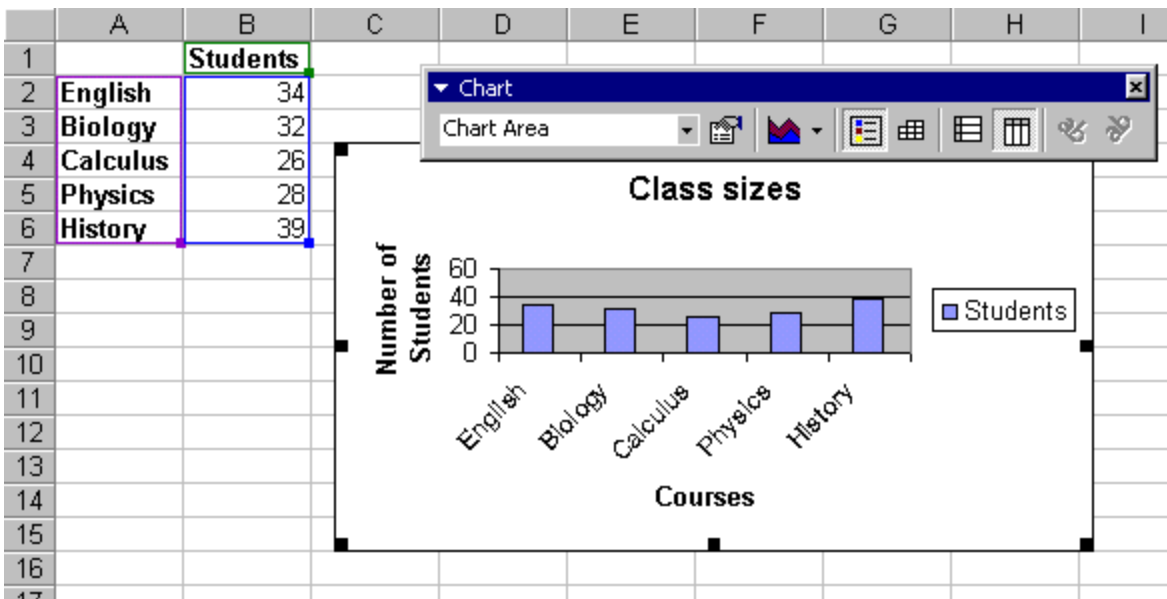 A B C D E F G H I
1 Students
2 English 34
3 Biology 32
4 Calculus 26
5 Physics 28
6 History 39
7
8
9
10
11
12
13
14
15
16
17
Chart
Chart Area
Class sizes
Number of
Students
60
40
20
0
English Biology Calculus Physics History
Courses
Students